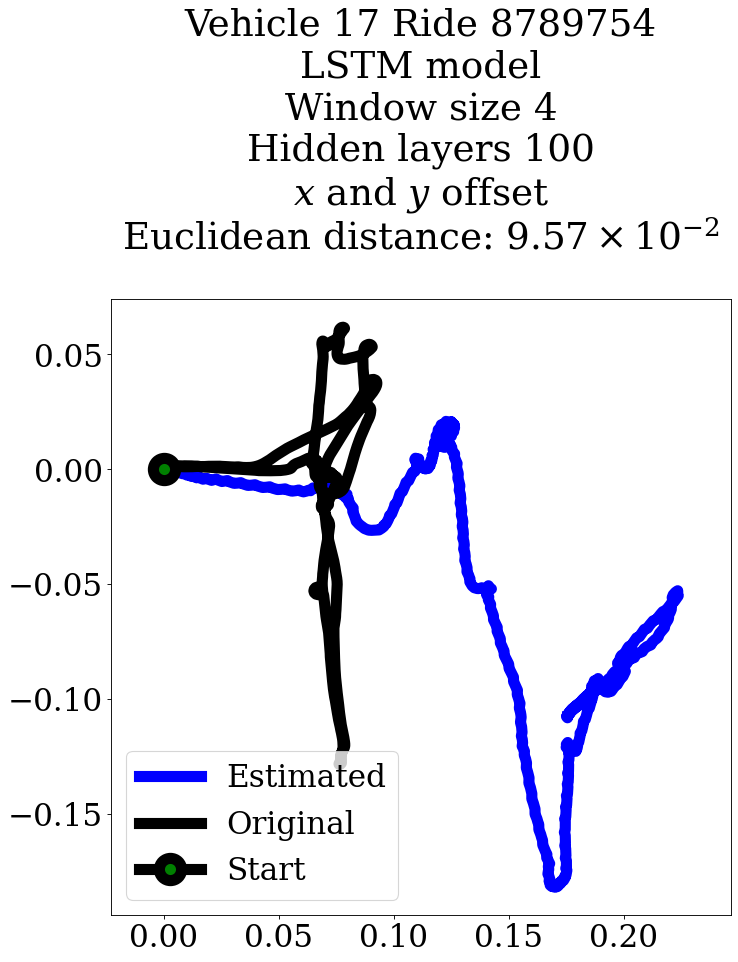 Vehicle 17 Ride 8789754
LSTM model
Window size 4
Hidden layers 100
x and y offset
Euclidean distance: 9.57 × 10⁻²
0.05
0.00
−0.05
−0.10
−0.15
Estimated
Original
Start
0.00 0.05 0.10 0.15 0.20